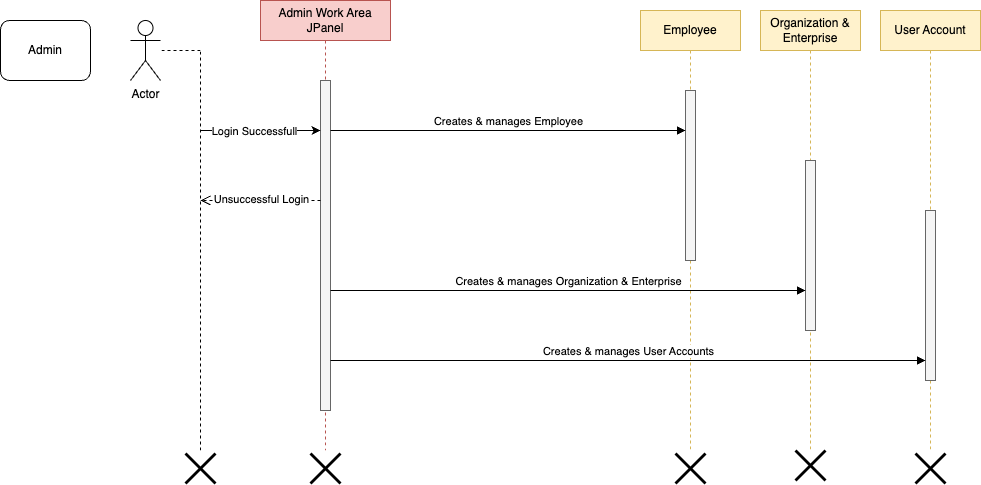 Admin
Actor
Admin Work Area
JPanel
Employee
Organization &
Enterprise
User Account
Login Successfull
Creates & manages Employee
Unsuccessful Login
Creates & manages Organization & Enterprise
Creates & manages User Accounts